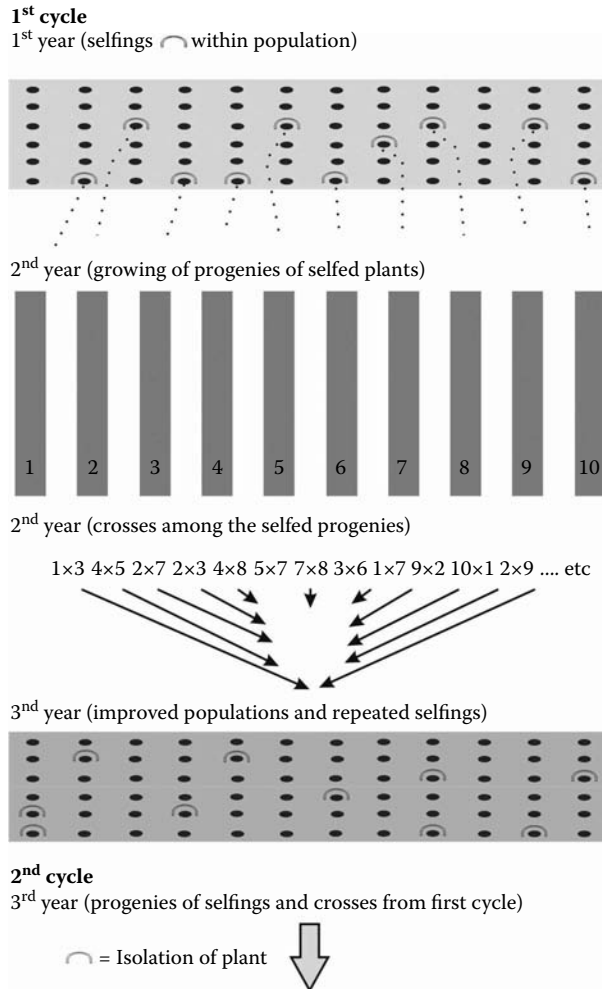 1st cycle
1st year (selfings within population)
2nd year (growing of progenies of selfed plants)
1 2 3 4 5 6 7 8 9 10
2nd year (crosses among the selfed progenies)
1×3 4×5 2×7 2×3 4×8 5×7 7×8 3×6 1×7 9×2 10×1 2×9 .... etc
3rd year (improved populations and repeated selfings)
2nd cycle
3rd year (progenies of selfings and crosses from first cycle)
= Isolation of plant